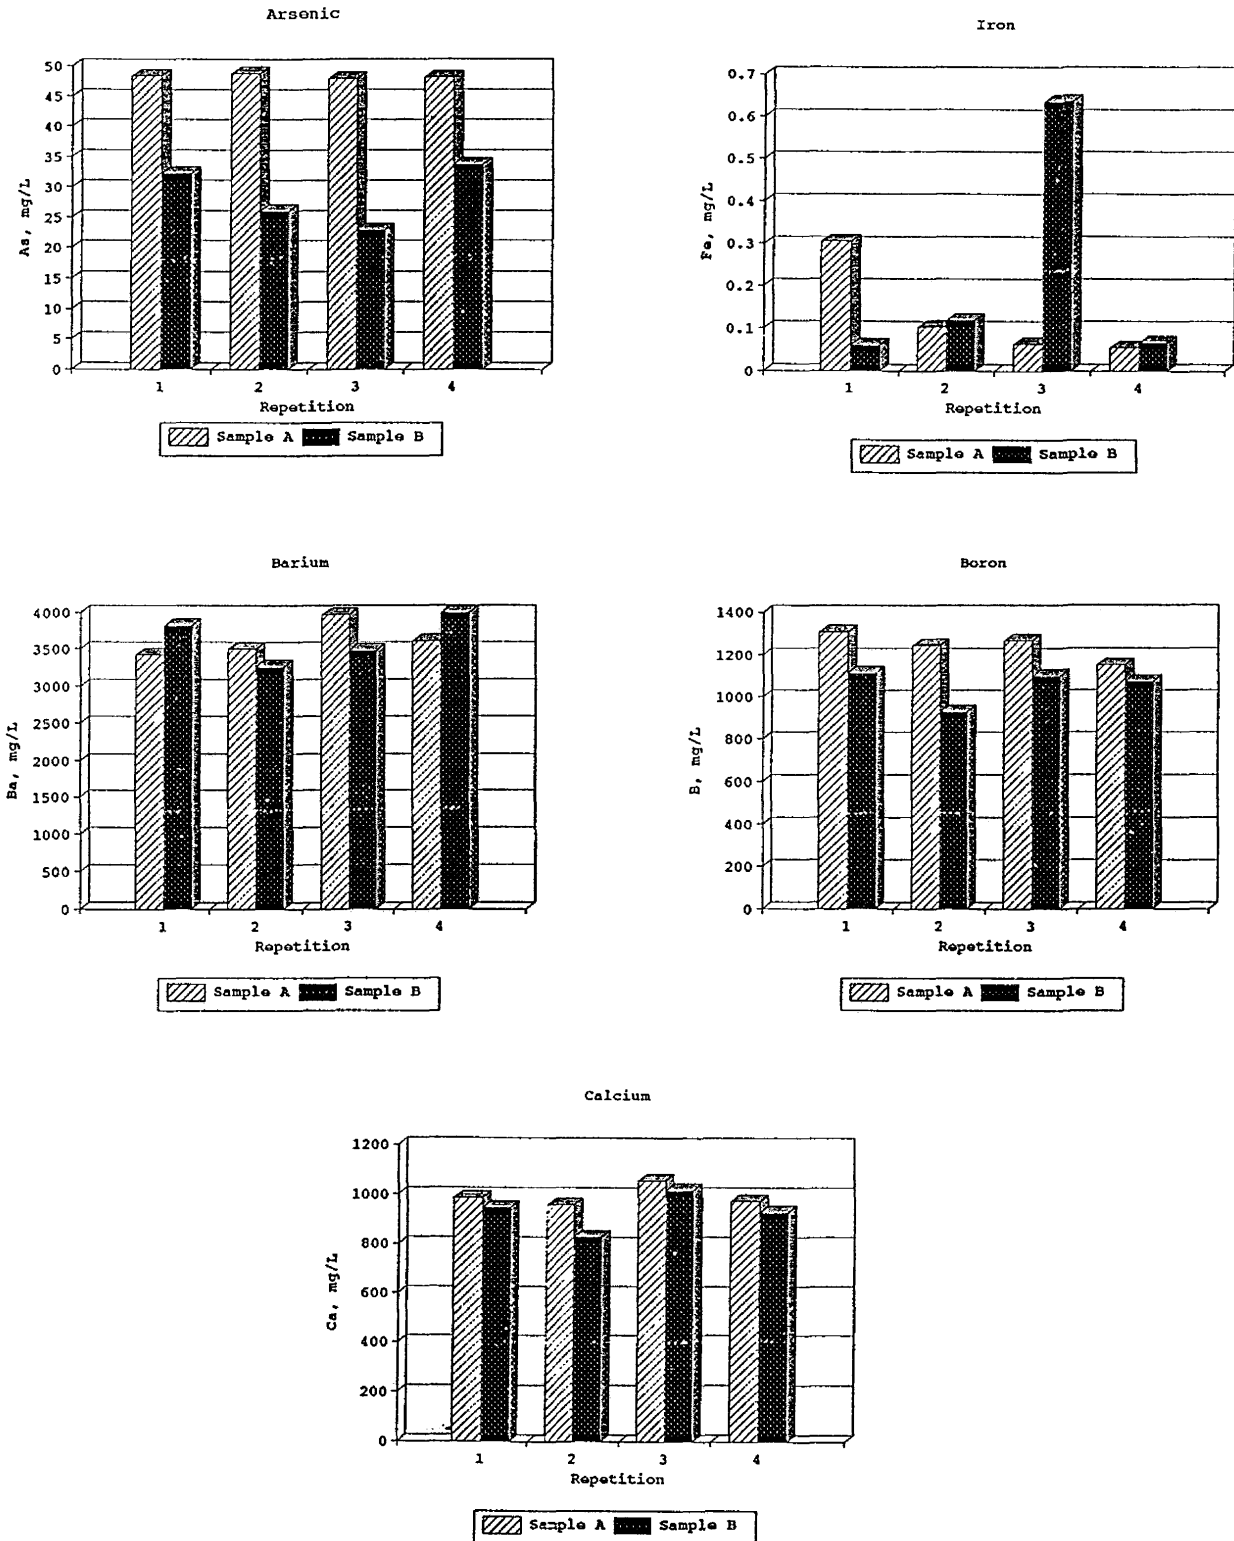 Arsenic
50
45
40
35
30
25
20
15
10
5
0
As, mg/L
1 2 3 4
Repetition
Sample A Sample B
Iron
0.7
0.6
0.5
0.4
0.3
0.2
0.1
0
Fe, mg/L
1 2 3 4
Repetition
Sample A Sample B
Barium
4000
3500
3000
2500
2000
1500
1000
500
0
Ba, mg/L
1 2 3 4
Repetition
Sample A Sample B
Boron
1400
1200
1000
800
600
400
200
0
B, mg/L
1 2 3 4
Repetition
Sample A Sample B
Calcium
1200
1000
800
600
400
200
0
Ca, mg/L
1 2 3 4
Repetition
Sample A Sample B